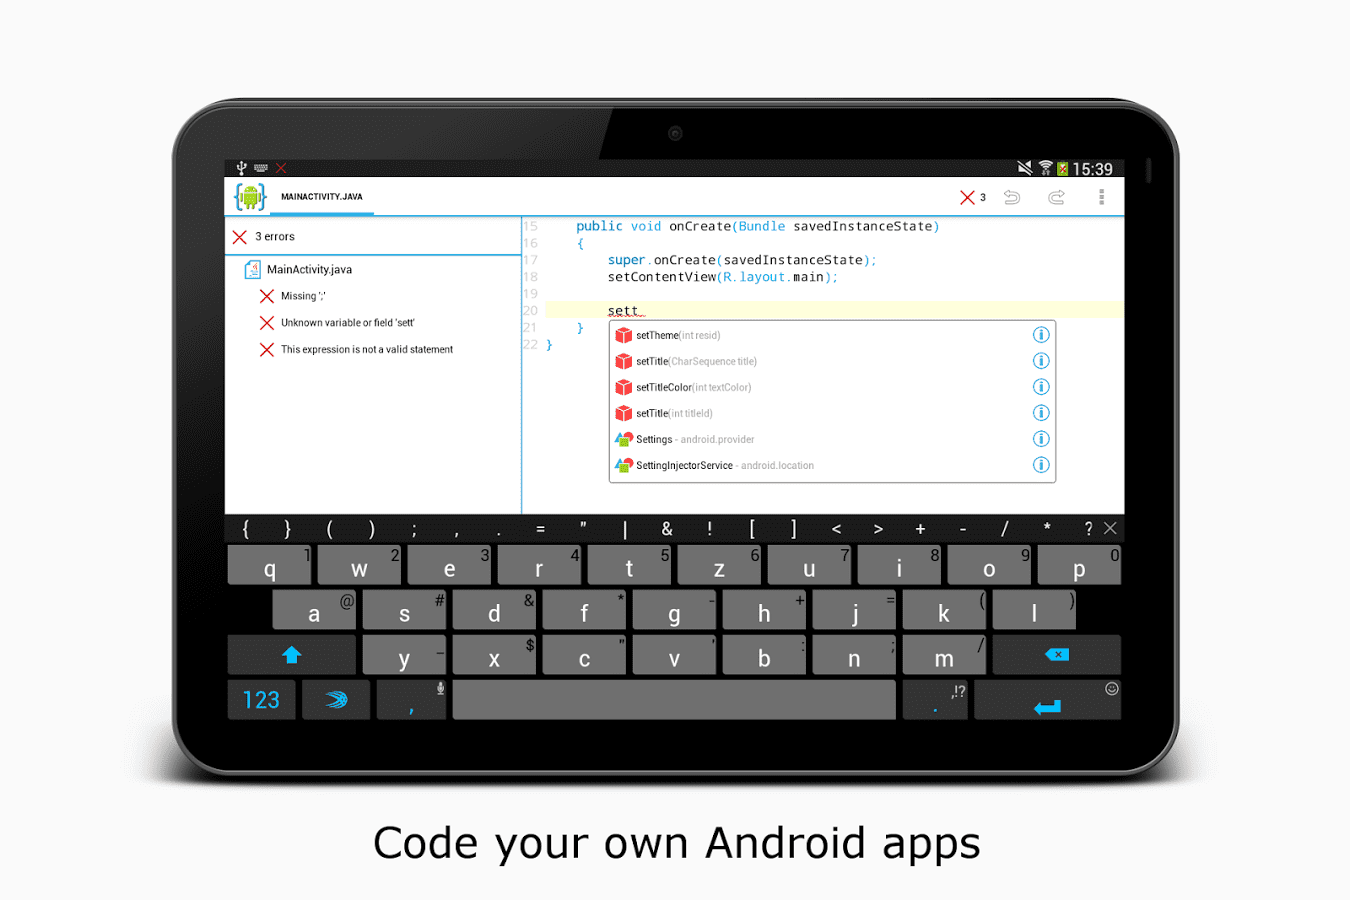 15:39
MAINACTIVITY.JAVA
3
3 errors
MainActivity.java
Missing ';'
Unknown variable or field 'sett'
This expression is not a valid statement
15 public void onCreate(Bundle savedInstanceState)
16 {
17 super.onCreate(savedInstanceState);
18 setContentView(R.layout.main);
19
20 sett
21 }
22 }
setTheme(int resid)
setTitle(CharSequence title)
setTitleColor(int textColor)
setTitle(int titleId)
Settings - android.provider
SettingInjectorService - android.location
{ } ( ) ; , . = " | & ! [ ] < > + - / * ?
q 1 w 2 e 3 r 4 t 5 z 6 u 7 i 8 o 9 p 0
a @ s # d & f * g - h + j = k ( l )
y _ x $ c " v ' b : n ; m /
123 , . ,!?
Code your own Android apps